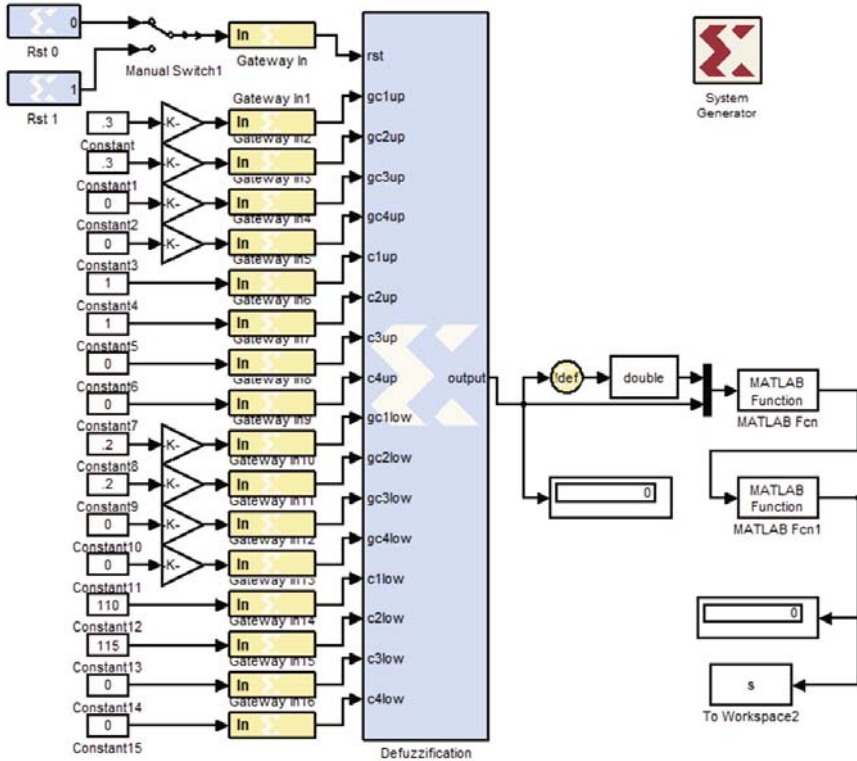 0
Rst 0
1
Rst 1
Manual Switch1
In
Gateway In
rst
Gateway In1
.3
-K-
In
gc1up
Constant
Gateway In2
.3
-K-
In
gc2up
Constant1
Gateway In3
0
-K-
In
gc3up
Constant2
Gateway In4
0
-K-
In
gc4up
Constant3
Gateway In5
1
In
c1up
Constant4
Gateway In6
1
In
c2up
Constant5
Gateway In7
0
In
c3up
Constant6
Gateway In8
0
In
c4up
Constant7
Gateway In9
.2
-K-
In
gc1low
Constant8
Gateway In10
.2
-K-
In
gc2low
Constant9
Gateway In11
0
-K-
In
gc3low
Constant10
Gateway In12
0
-K-
In
gc4low
Constant11
Gateway In13
110
In
c1low
Constant12
Gateway In14
115
In
c2low
Constant13
Gateway In15
0
In
c3low
Constant14
Gateway In16
0
In
c4low
Constant15
output
Defuzzification
System
Generator
!def
double
MATLAB
Function
MATLAB Fcn
0
MATLAB
Function
MATLAB Fcn1
0
s
To Workspace2